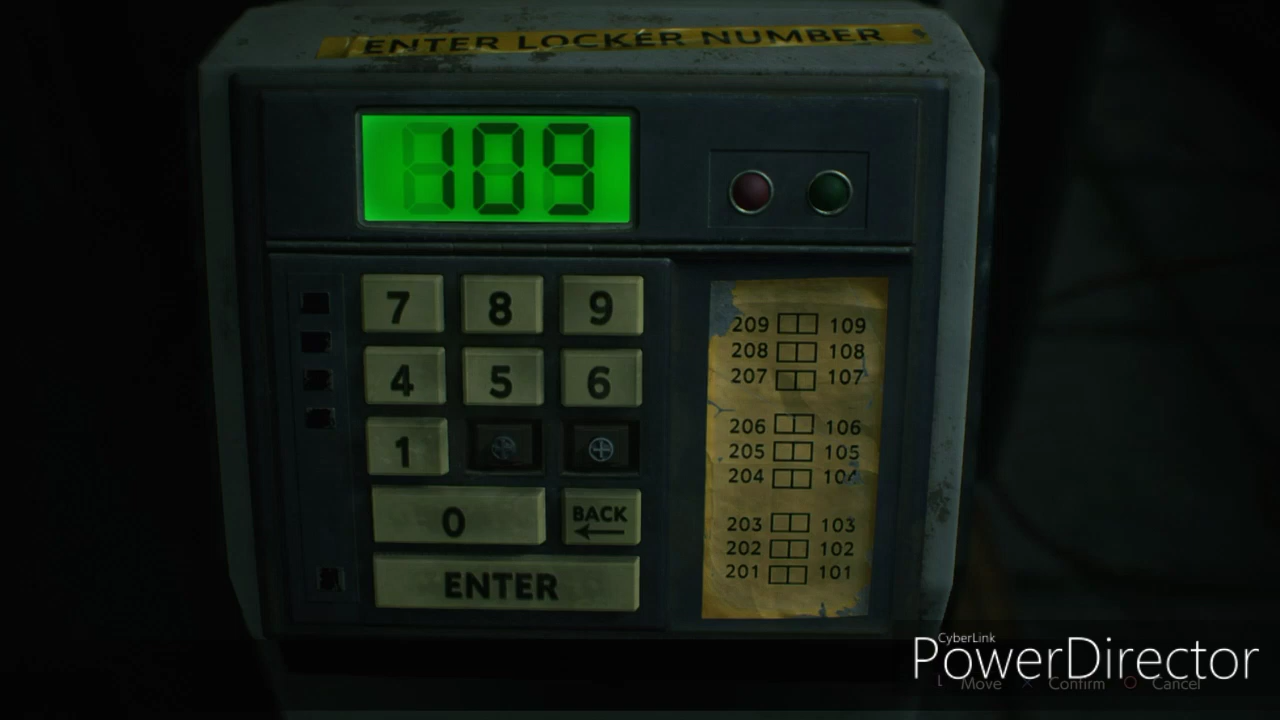 ENTER LOCKER NUMBER
109
7 8 9
4 5 6
1
0 BACK
ENTER
209 109
208 108
207 107
206 106
205 105
204 104
203 103
202 102
201 101
CyberLink
PowerDirector
L Move X Confirm O Cancel